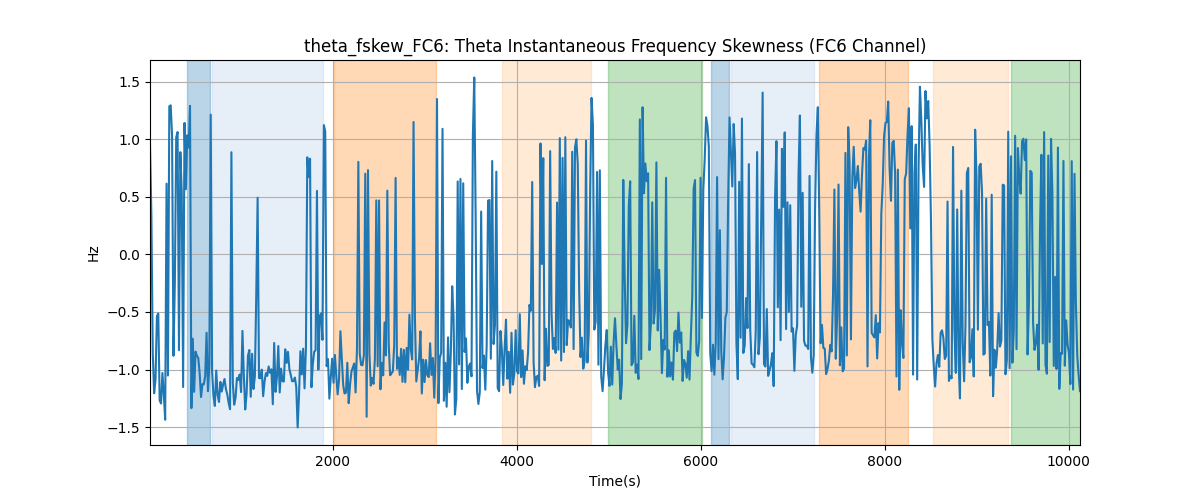 theta_fskew_FC6: Theta Instantaneous Frequency Skewness (FC6 Channel)
1.5
1.0
0.5
0.0
−0.5
−1.0
−1.5
Hz
2000 4000 6000 8000 10000
Time(s)